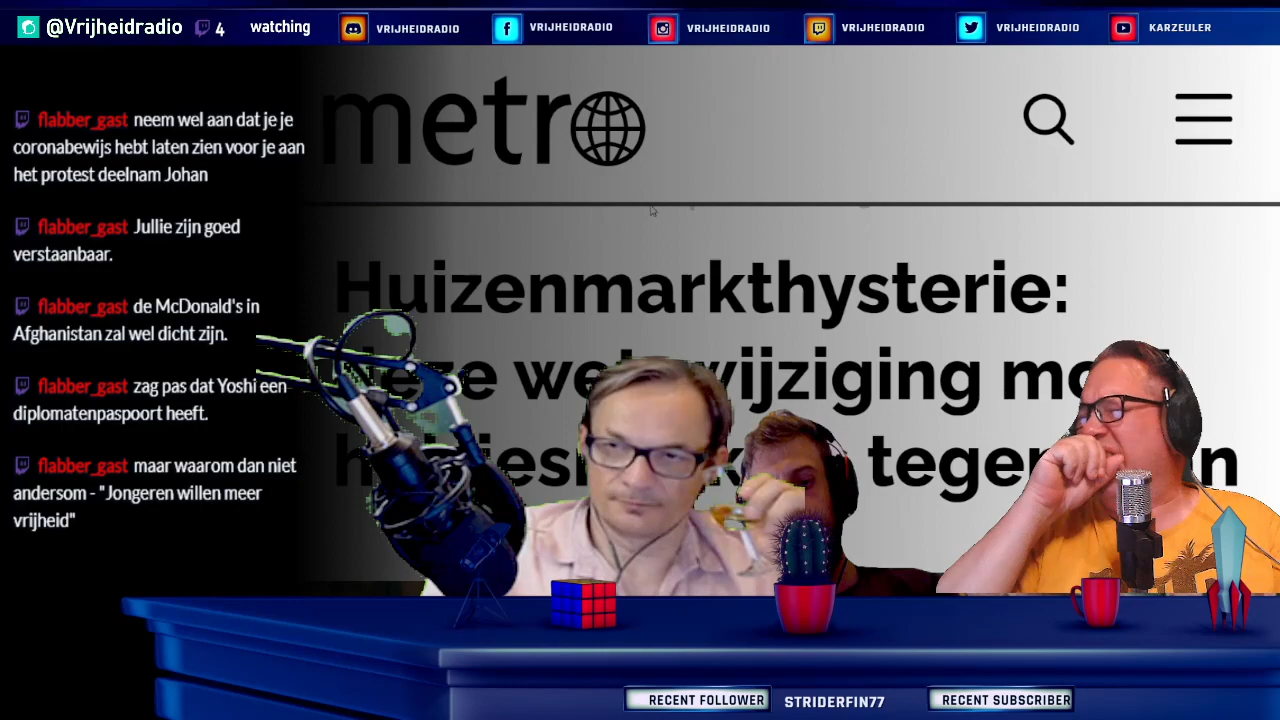 @Vrijheidradio 4 watching VRIJHEIDRADIO VRIJHEIDRADIO VRIJHEIDRADIO VRIJHEIDRADIO VRIJHEIDRADIO KARZEULER
metro
flabber_gast neem wel aan dat je je
coronabewijs hebt laten zien voor je aan
het protest deelnam Johan
flabber_gast Jullie zijn goed
verstaanbaar.
flabber_gast de McDonald's in
Afghanistan zal wel dicht zijn.
flabber_gast zag pas dat Yoshi een
diplomatenpaspoort heeft.
flabber_gast maar waarom dan niet
andersom - "Jongeren willen meer
vrijheid"
Huizenmarkthysterie:
RECENT FOLLOWER STRIDERFIN77 RECENT SUBSCRIBER